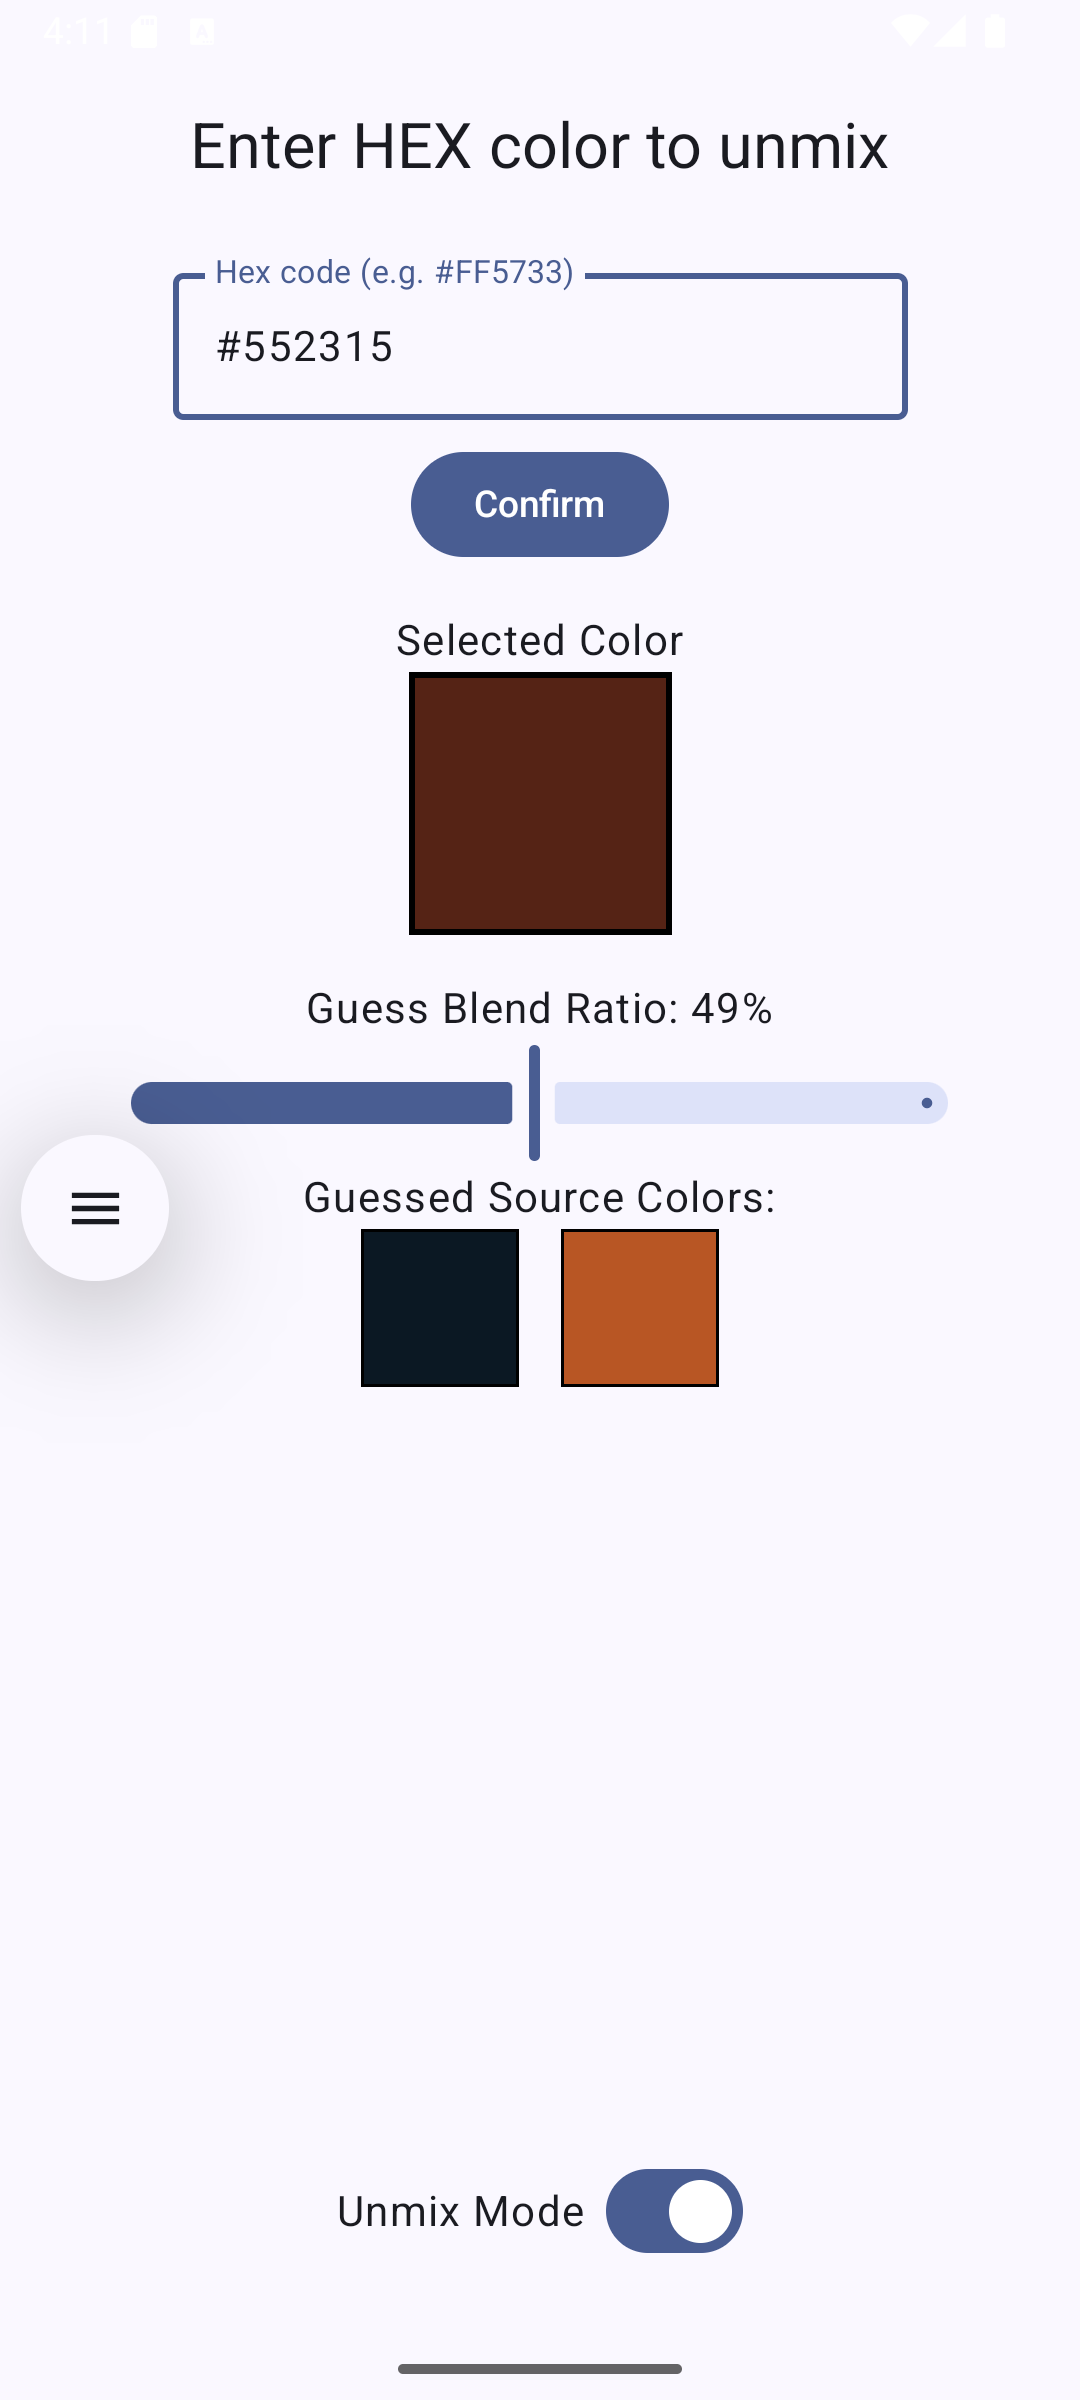 4:11
Enter HEX color to unmix
Hex code (e.g. #FF5733)
#552315
Confirm
Selected Color
Guess Blend Ratio: 49%
Guessed Source Colors:
Unmix Mode